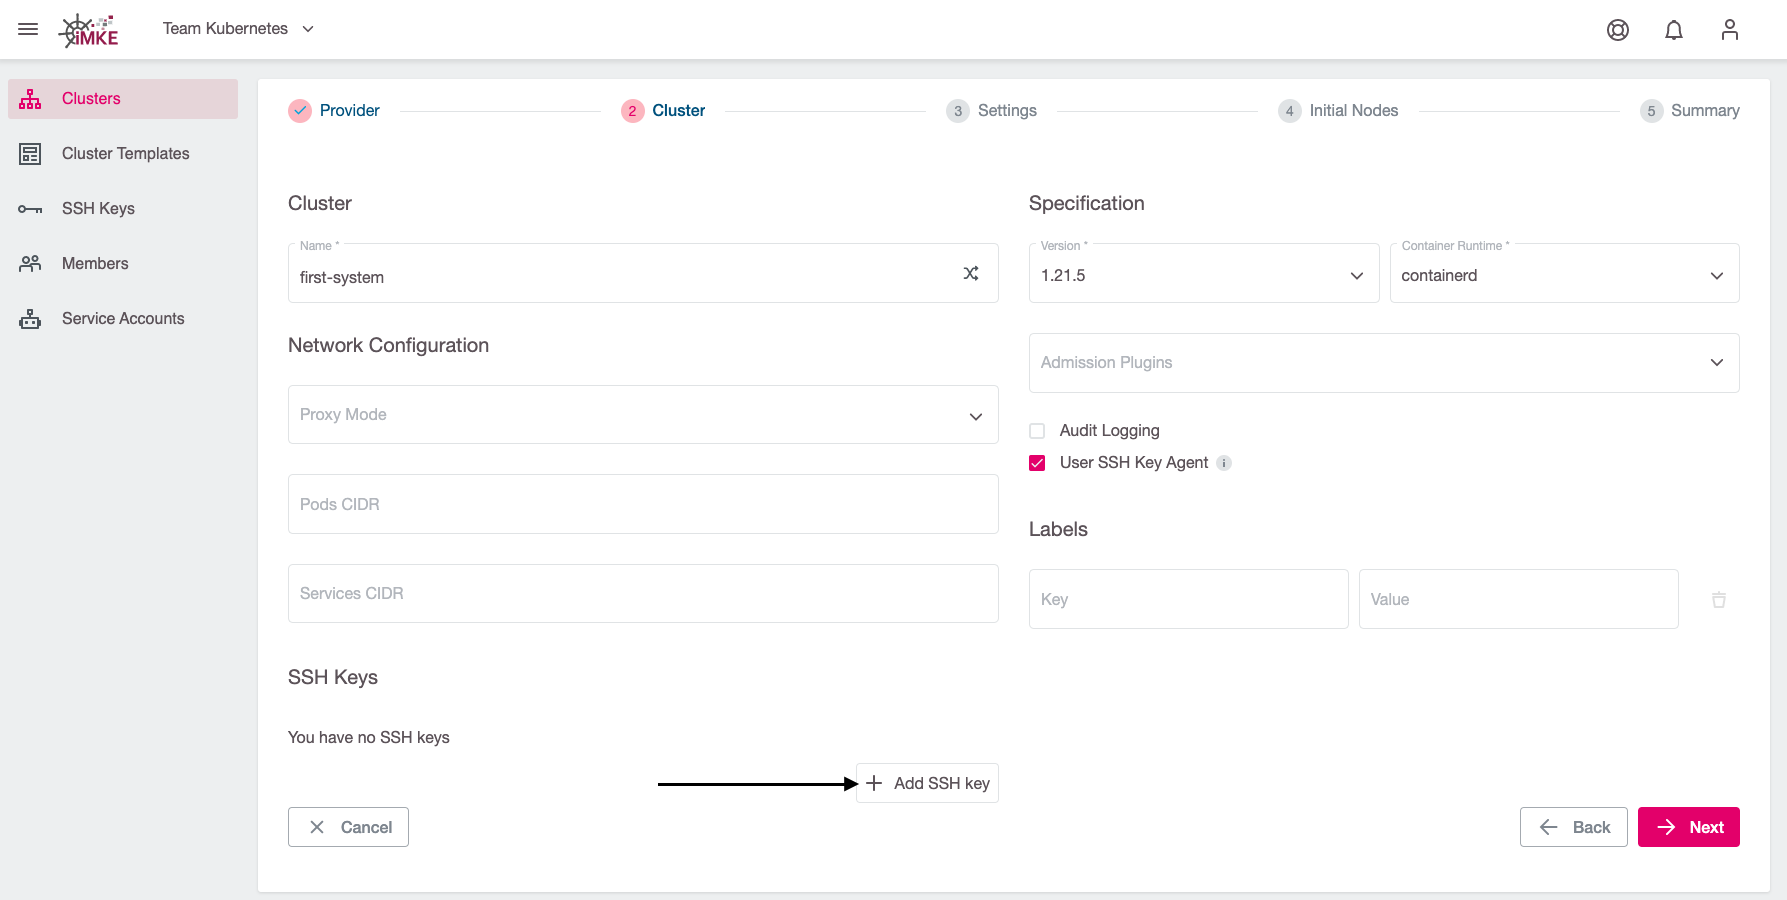 iMKE
Team Kubernetes
Clusters
Cluster Templates
SSH Keys
Members
Service Accounts
Provider
2 Cluster
3 Settings
4 Initial Nodes
5 Summary
Cluster
Name *
first-system
Network Configuration
Proxy Mode
Pods CIDR
Services CIDR
SSH Keys
You have no SSH keys
Add SSH key
Specification
Version *
1.21.5
Container Runtime *
containerd
Admission Plugins
Audit Logging
User SSH Key Agent i
Labels
Key
Value
Cancel
Back
Next